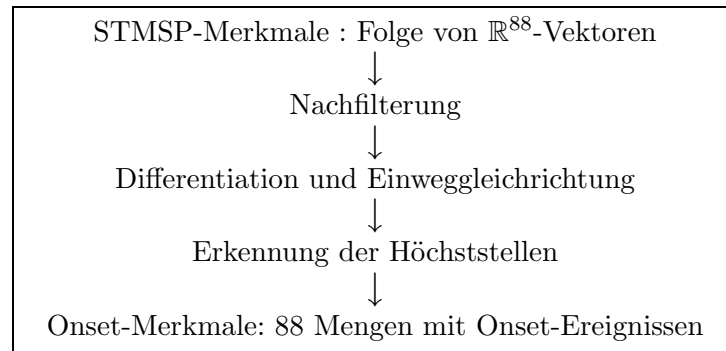 STMSP-Merkmale : Folge von ℝ⁸⁸-Vektoren
Nachfilterung
Differentiation und Einweggleichrichtung
Erkennung der Höchststellen
Onset-Merkmale: 88 Mengen mit Onset-Ereignissen